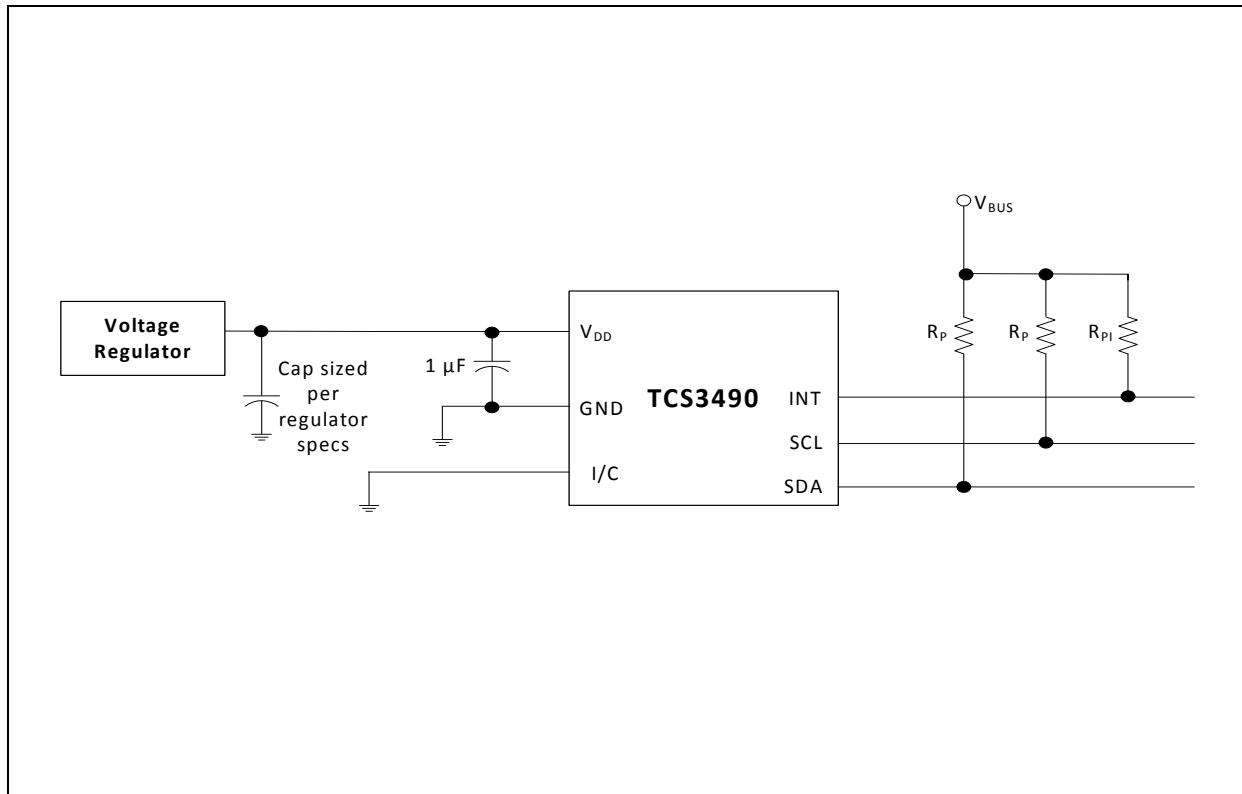 V_BUS
Voltage
Regulator
V_DD
R_P
R_P
R_PI
Cap sized
per
regulator
specs
1 µF
GND
TCS3490
INT
SCL
I/C
SDA